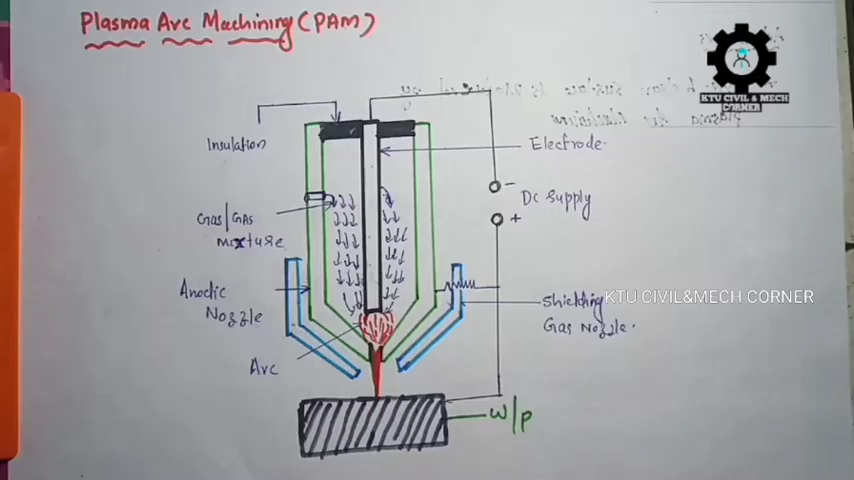 Plasma Arc Machining (PAM)
KTU CIVIL & MECH
CORNER
Insulation
Electrode
-
DC Supply
+
Gas/GAS
mixture
Anodic
Nozzle
Shielding
Gas Nozzle
KTU CIVIL&MECH CORNER
Arc
w/p